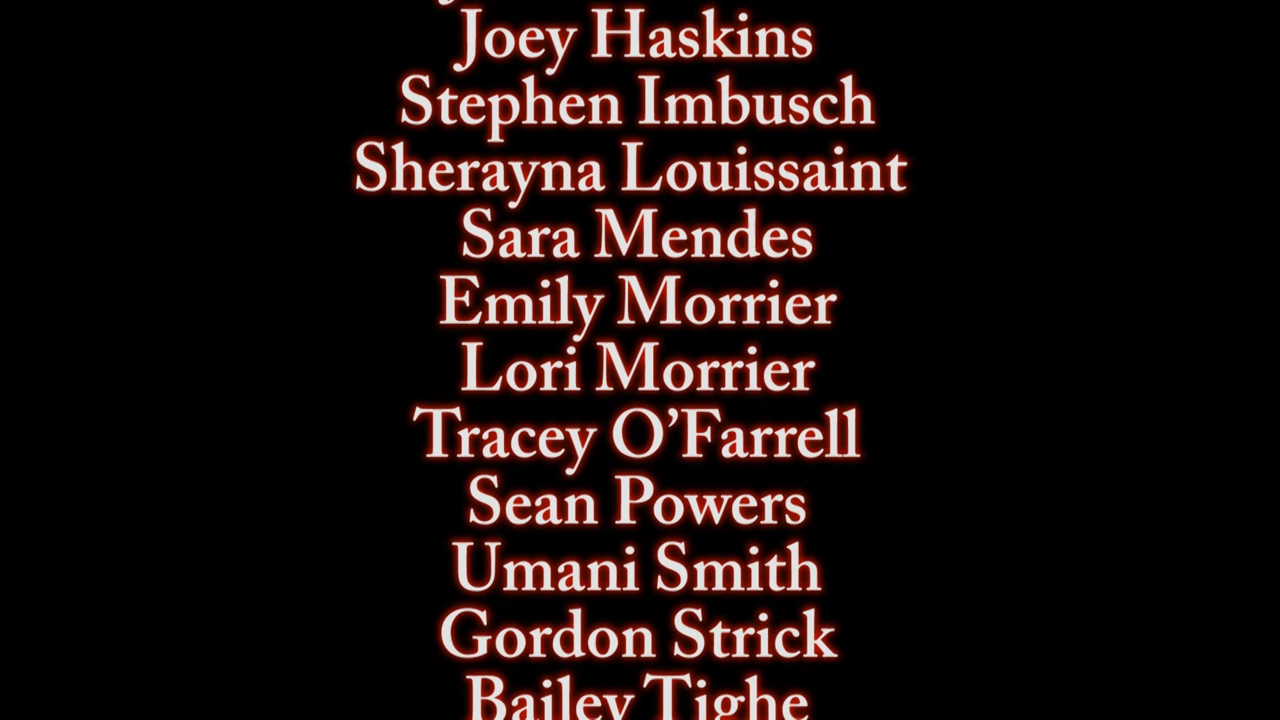 Joey Haskins
Stephen Imbusch
Sherayna Louissaint
Sara Mendes
Emily Morrier
Lori Morrier
Tracey O’Farrell
Sean Powers
Umani Smith
Gordon Strick
Bailey Tighe